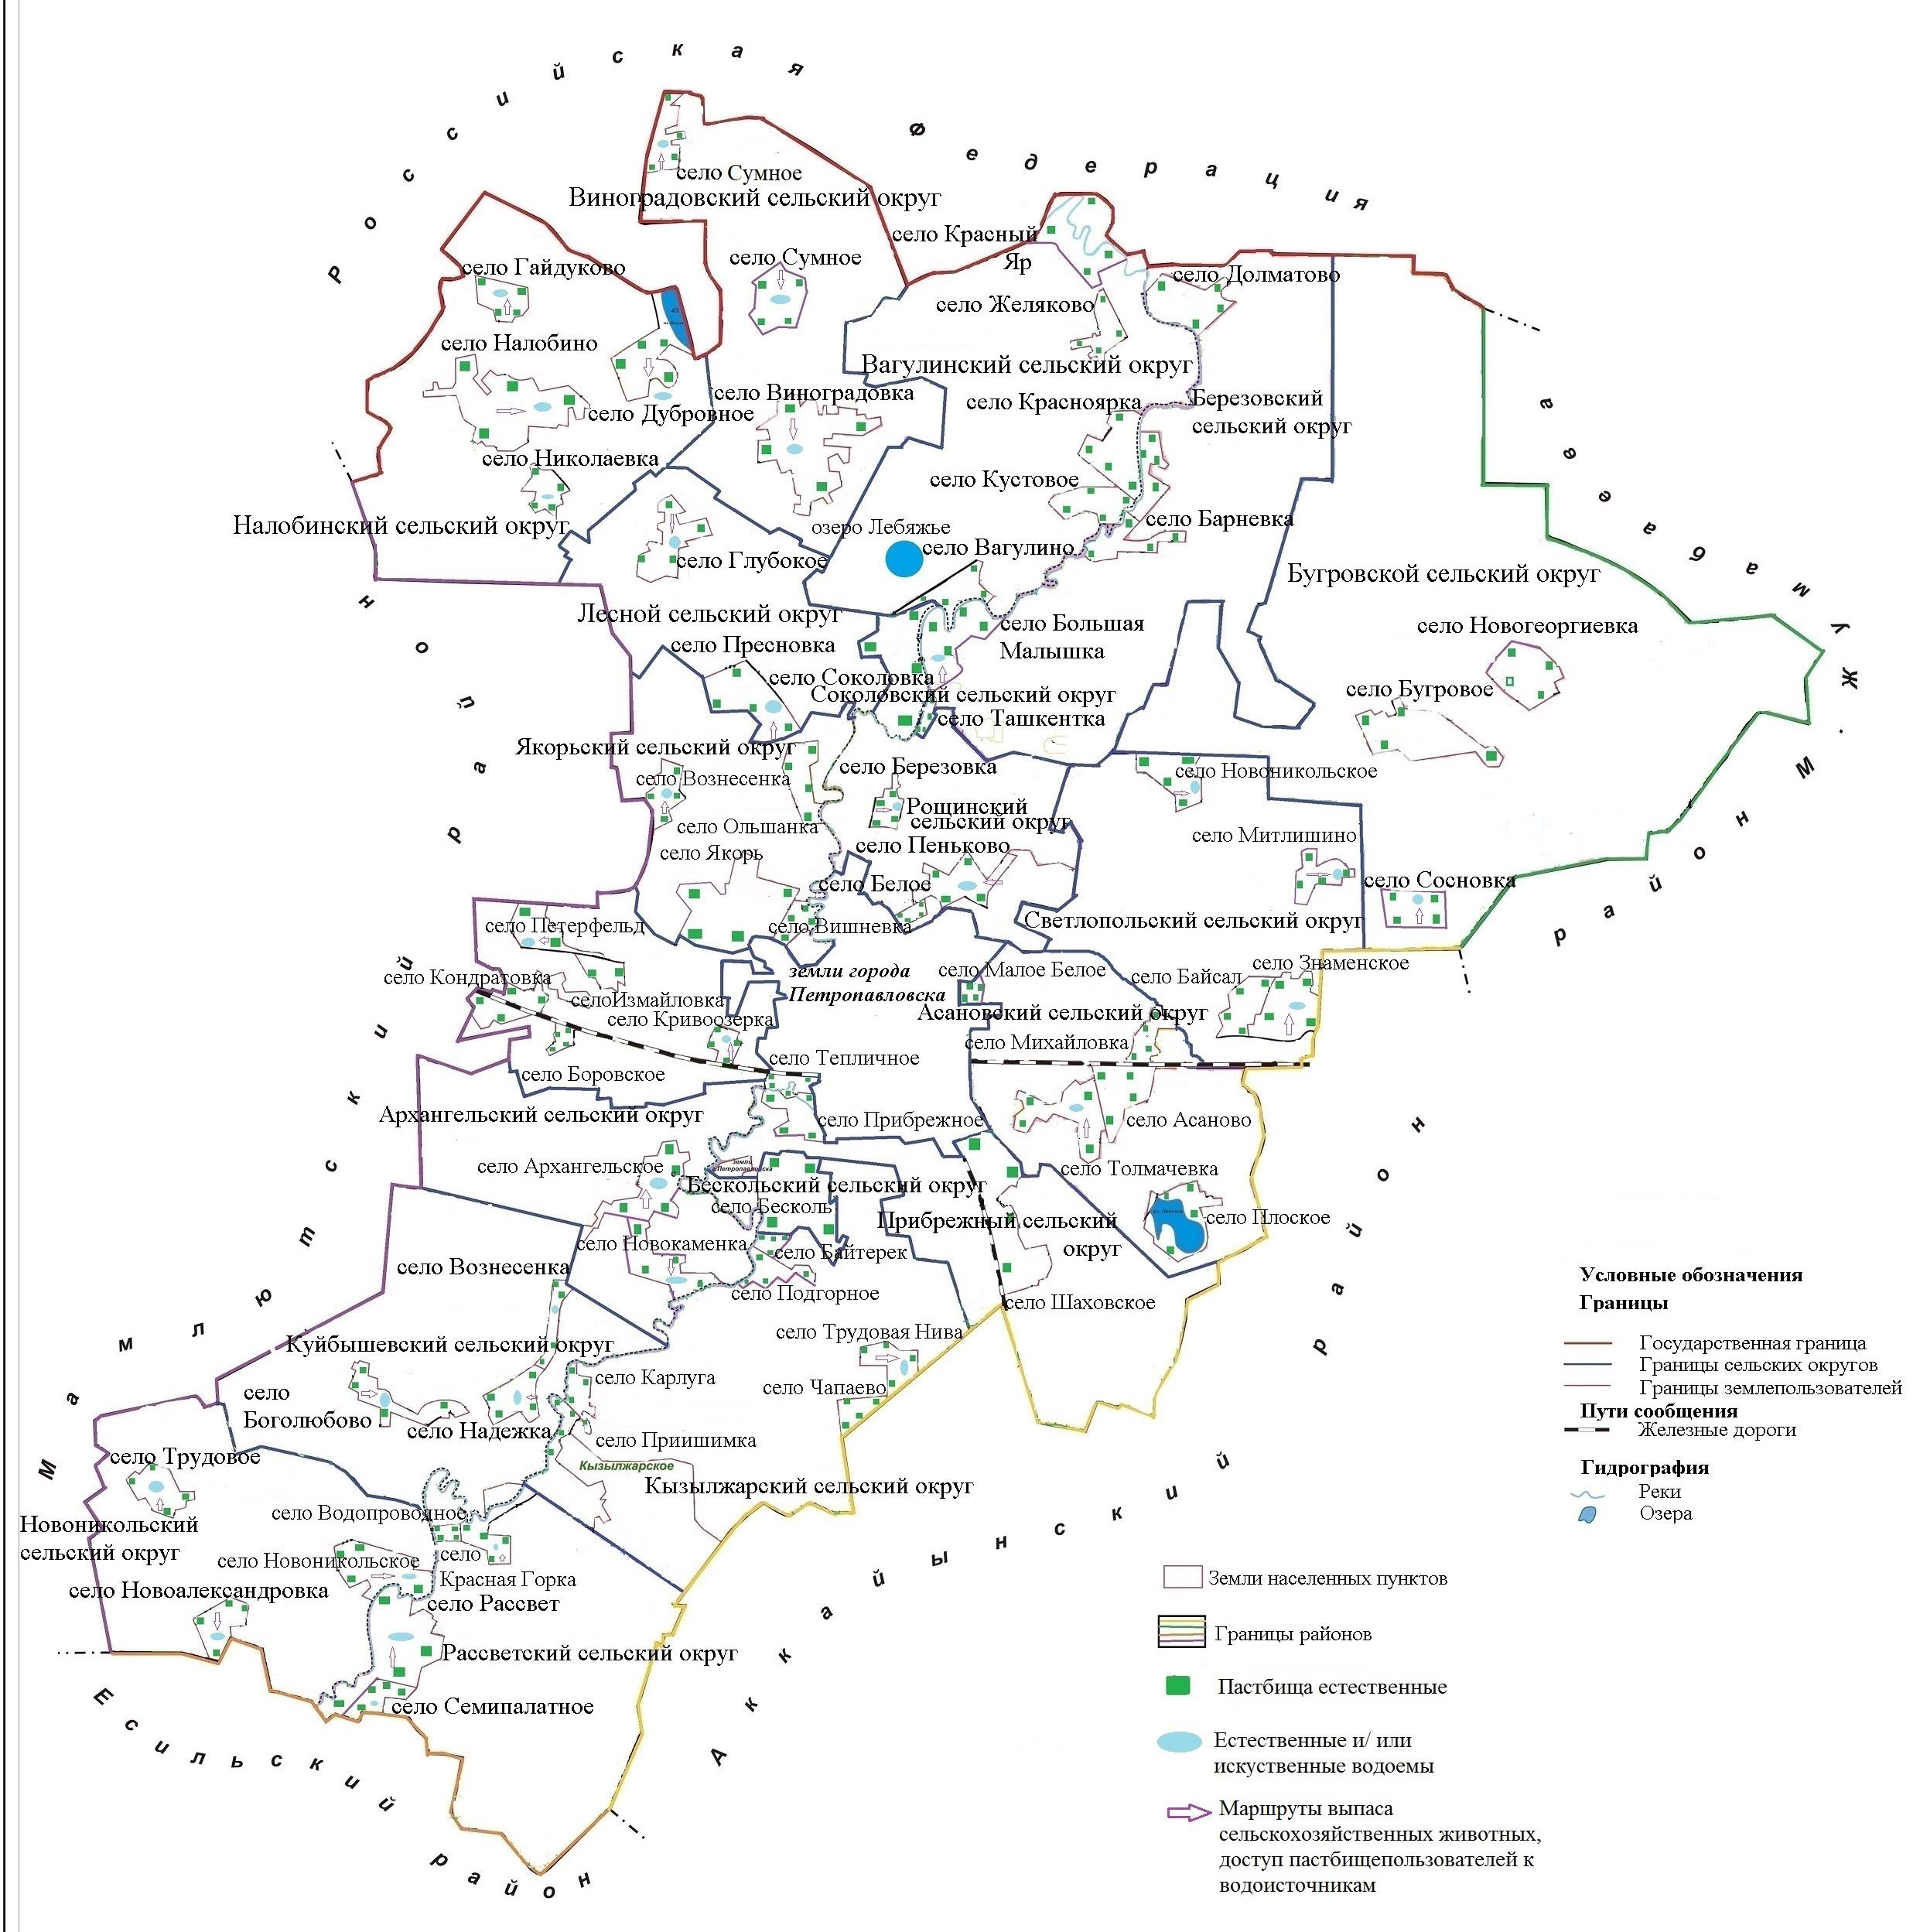 Российская Федерация
село Сумное
Виноградовский сельский округ
село Красный
Яр
село Гайдуково
село Сумное
село Долматово
село Желяково
село Налобино
Вагулинский сельский округ
село Виноградовка
село Красноярка
Березовский
сельский округ
село Дубровное
село Николаевка
село Кустовое
Налобинский сельский округ
озеро Лебяжье
село Барневка
село Вагулино
село Глубокое
Бугровской сельский округ
Лесной сельский округ
село Большая
Малышка
село Новогеоргиевка
село Пресновка
село Соколовка
Соколовский сельский округ
село Бугровое
село Ташкентка
Якорьский сельский округ
село Березовка
село Вознесенка
село Новоникольское
Рощинский
сельский округ
село Ольшанка
село Митлишино
село Якорь
село Пеньково
село Белое
село Сосновка
Светлопольский сельский округ
село Петерфельд
село Вишневка
село Кондратовка
земли города
Петропавловска
село Малое Белое
село Байсал
село Знаменское
селоИзмайловка
село Кривоозерка
Асановский сельский округ
село Михайловка
село Тепличное
село Боровское
Архангельский сельский округ
село Прибрежное
село Асаново
село Архангельское
земли
г.Петропавловска
село Толмачевка
Бескольский сельский округ
село Бесколь
Прибрежный сельский
округ
село Плоское
село Новокаменка
село Байтерек
село Вознесенка
село Подгорное
село Шаховское
Куйбышевский сельский округ
село Трудовая Нива
село Карлуга
село Чапаево
село
Боголюбово
село Надежка
село Приишимка
Кызылжарское
село Трудовое
Кызылжарский сельский округ
село Водопроводное
Новоникольский
сельский округ
село Новоникольское
село
Красная Горка
село Новоалександровка
село Рассвет
Рассветский сельский округ
село Семипалатное
Мамлютский район
Есильский район
Аккайынский район
район М. Жумабаева
Условные обозначения
Границы
Государственная граница
Границы сельских округов
Границы землепользователей
Пути сообщения
Железные дороги
Гидрография
Реки
Озера
Земли населенных пунктов
Границы районов
Пастбища естественные
Естественные и/ или
искуственные водоемы
Маршруты выпаса
сельскохозяйственных животных,
доступ пастбищепользователей к
водоисточникам